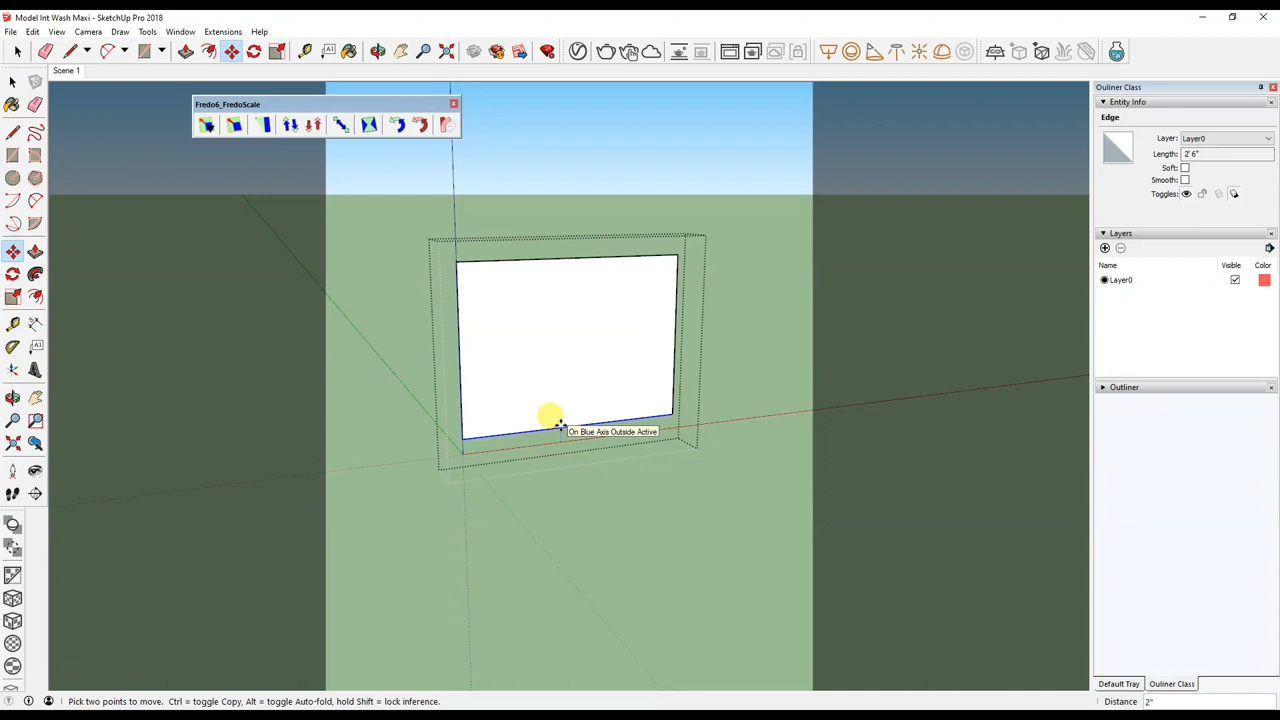 Model Int Wash Maxi - SketchUp Pro 2018
File Edit View Camera Draw Tools Window Extensions Help
Scene 1
Fredo6_FredoScale
On Blue Axis Outside Active
Outliner Class
Entity Info
Edge
Layer: Layer0
Length: 2' 6"
Soft:
Smooth:
Toggles:
Layers
Name Visible Color
Layer0
Outliner
Default Tray Outliner Class
Pick two points to move. Ctrl = toggle Copy, Alt = toggle Auto-fold, hold Shift = lock inference.
Distance 2"